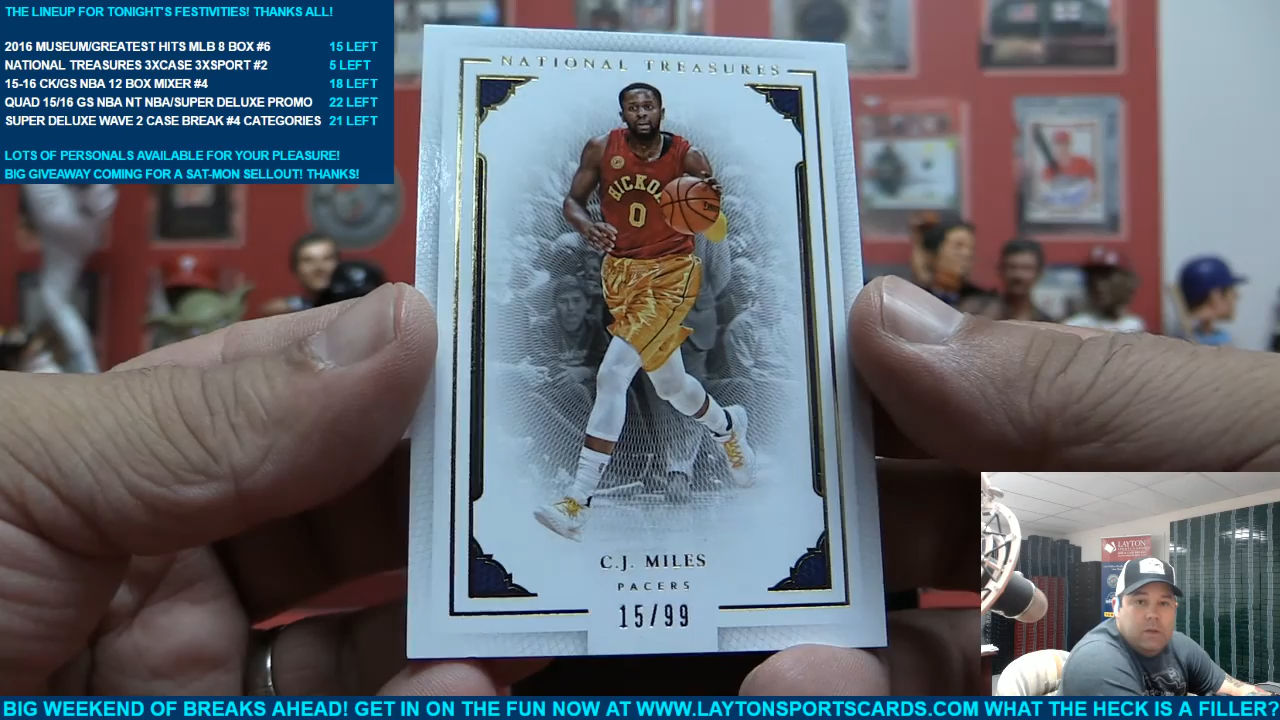 THE LINEUP FOR TONIGHT'S FESTIVITIES! THANKS ALL!
2016 MUSEUM/GREATEST HITS MLB 8 BOX #6 15 LEFT
NATIONAL TREASURES 3XCASE 3XSPORT #2 5 LEFT
15-16 CK/GS NBA 12 BOX MIXER #4 18 LEFT
QUAD 15/16 GS NBA NT NBA/SUPER DELUXE PROMO 22 LEFT
SUPER DELUXE WAVE 2 CASE BREAK #4 CATEGORIES 21 LEFT
LOTS OF PERSONALS AVAILABLE FOR YOUR PLEASURE!
BIG GIVEAWAY COMING FOR A SAT-MON SELLOUT! THANKS!
NATIONAL TREASURES
HICKO
0
C.J. MILES
PACERS
15/99
LAYTON
BIG WEEKEND OF BREAKS AHEAD! GET IN ON THE FUN NOW AT WWW.LAYTONSPORTSCARDS.COM WHAT THE HECK IS A FILLER?